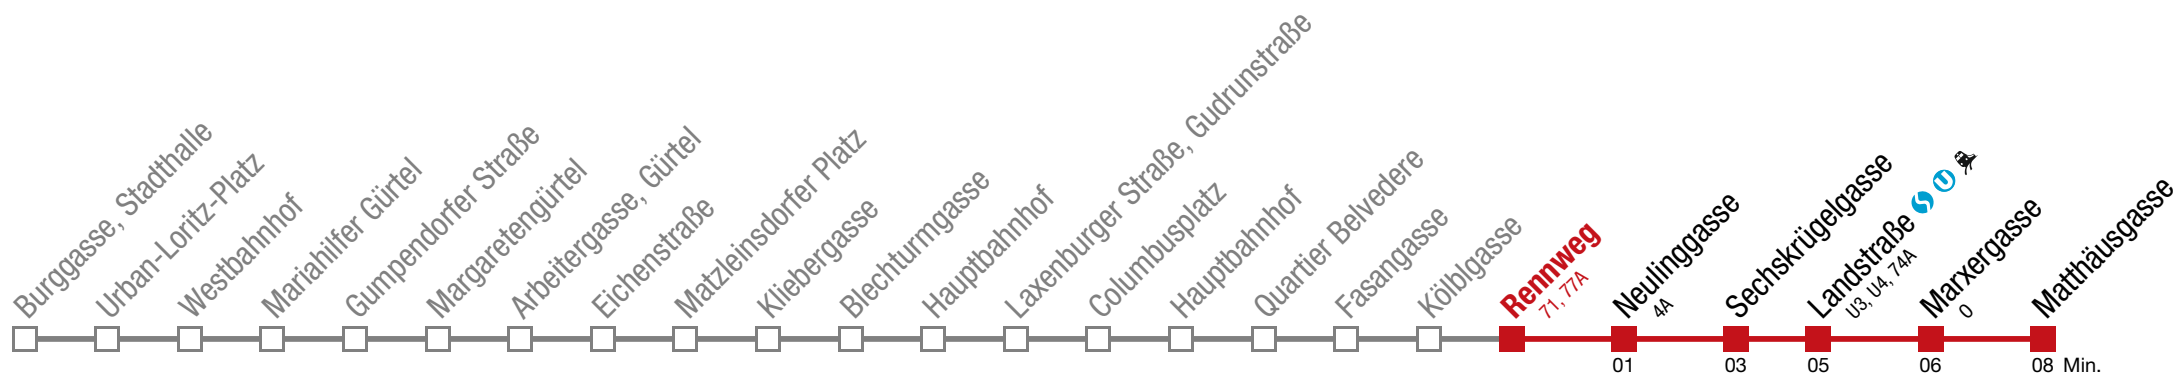 Burggasse, Stadthalle
Urban-Loritz-Platz
Westbahnhof
Mariahilfer Gürtel
Gumpendorfer Straße
Margaretengürtel
Arbeitergasse, Gürtel
Eichenstraße
Matzleinsdorfer Platz
Kliebergasse
Blechturmgasse
Hauptbahnhof
Laxenburger Straße, Gudrunstraße
Columbusplatz
Hauptbahnhof
Quartier Belvedere
Fasangasse
Kölblgasse
Rennweg
71, 77A
Neulinggasse
4A
Sechskrügelgasse
Landstraße S U
U3, U4, 74A
Marxergasse
O
Matthäusgasse
01 03 05 06 08 Min.